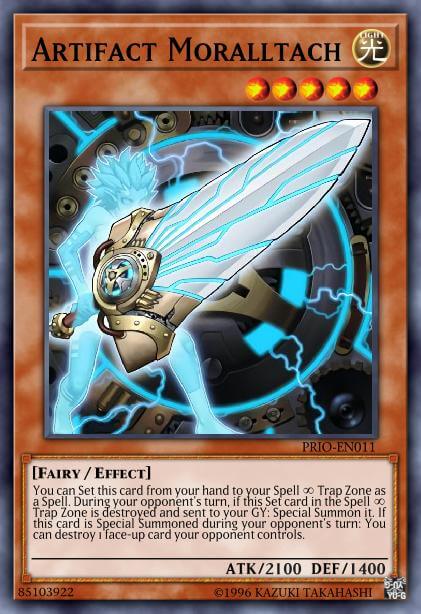 Artifact Moralltach
LIGHT
光
PRIO-EN011
[Fairy / Effect]
You can Set this card from your hand to your Spell ∞ Trap Zone as
a Spell. During your opponent's turn, if this Set card in the Spell ∞
Trap Zone is destroyed and sent to your GY: Special Summon it. If
this card is Special Summoned during your opponent's turn: You
can destroy 1 face-up card your opponent controls.
ATK/2100 DEF/1400
85103922
©1996 KAZUKI TAKAHASHI